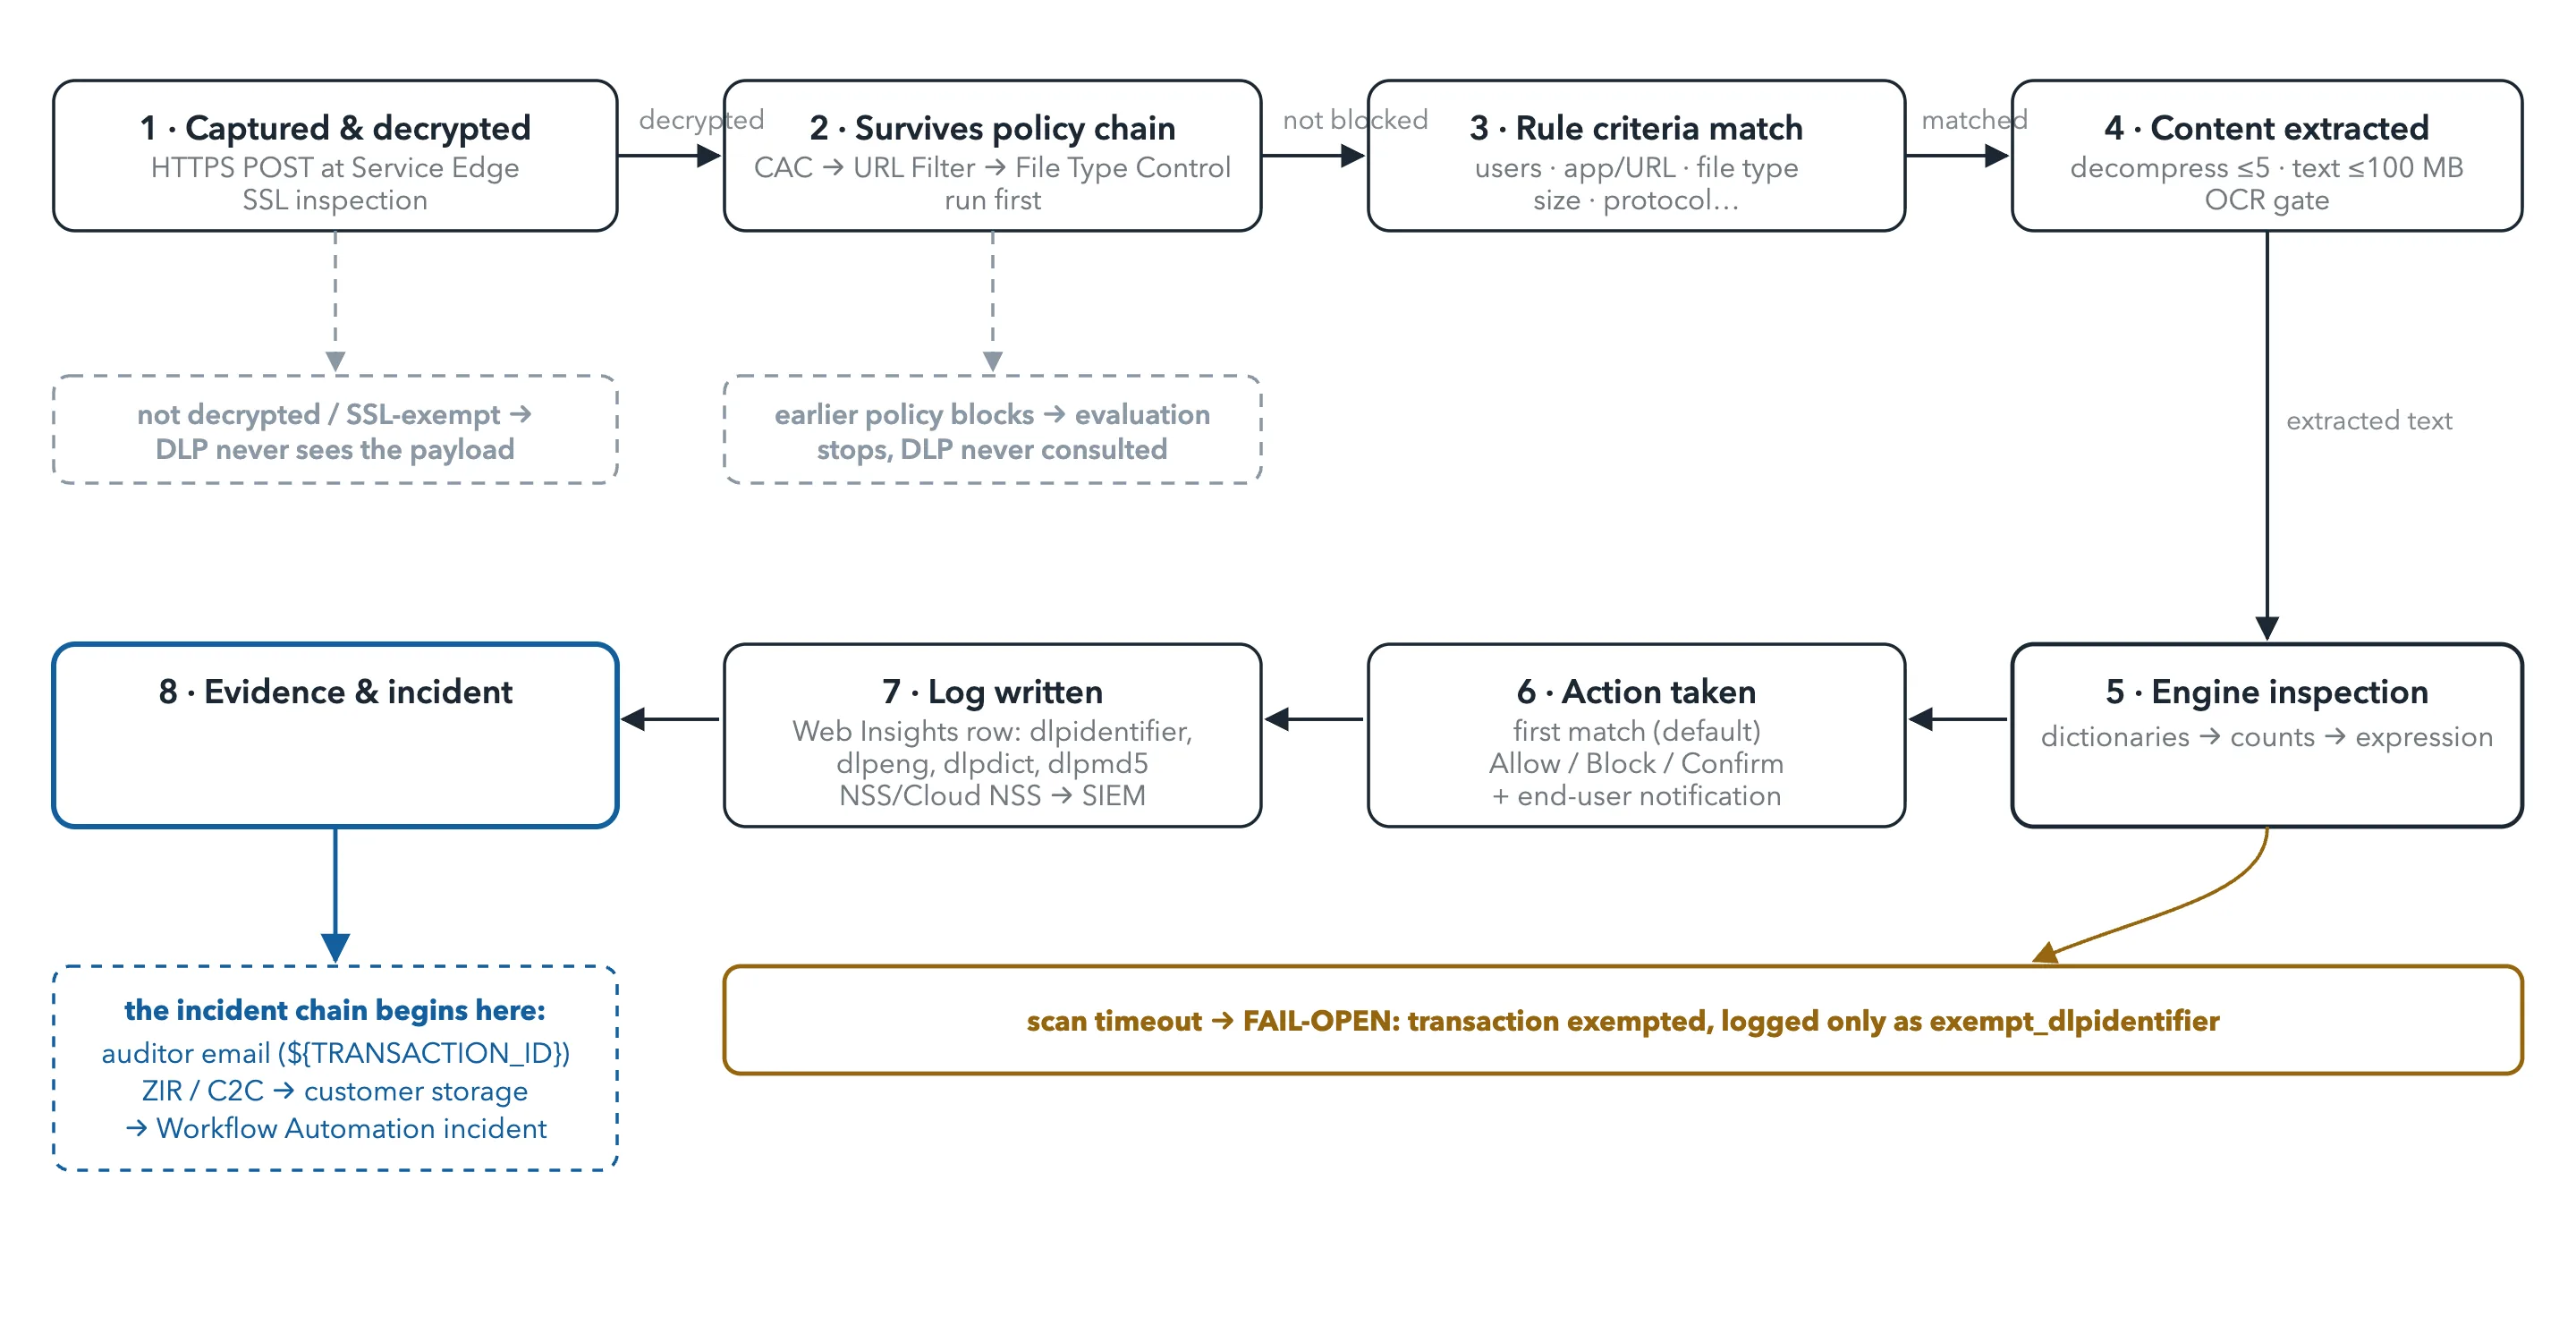 1 · Captured & decrypted
HTTPS POST at Service Edge
SSL inspection
decrypted
2 · Survives policy chain
CAC → URL Filter → File Type Control
run first
not blocked
3 · Rule criteria match
users · app/URL · file type
size · protocol…
matched
4 · Content extracted
decompress ≤5 · text ≤100 MB
OCR gate
not decrypted / SSL-exempt →
DLP never sees the payload
earlier policy blocks → evaluation
stops, DLP never consulted
extracted text
8 · Evidence & incident
7 · Log written
Web Insights row: dlpidentifier,
dlpeng, dlpdict, dlpmd5
NSS/Cloud NSS → SIEM
6 · Action taken
first match (default)
Allow / Block / Confirm
+ end-user notification
5 · Engine inspection
dictionaries → counts → expression
the incident chain begins here:
auditor email (${TRANSACTION_ID})
ZIR / C2C → customer storage
→ Workflow Automation incident
scan timeout → FAIL-OPEN: transaction exempted, logged only as exempt_dlpidentifier